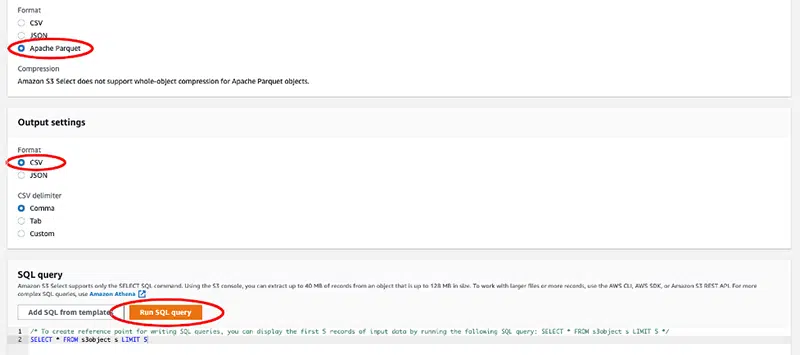 Format
CSV
JSON
Apache Parquet
Compression
Amazon S3 Select does not support whole-object compression for Apache Parquet objects.
Output settings
Format
CSV
JSON
CSV delimiter
Comma
Tab
Custom
SQL query
Amazon S3 Select supports only the SELECT SQL command. Using the S3 console, you can extract up to 40 MB of records from an object that is up to 128 MB in size. To work with larger files or more records, use the AWS CLI, AWS SDK, or Amazon S3 REST API. For more
complex SQL queries, use Amazon Athena
Add SQL from templates Run SQL query
1 /* To create reference point for writing SQL queries, you can display the first 5 records of input data by running the following SQL query: SELECT * FROM s3object s LIMIT 5 */
2 SELECT * FROM s3object s LIMIT 5